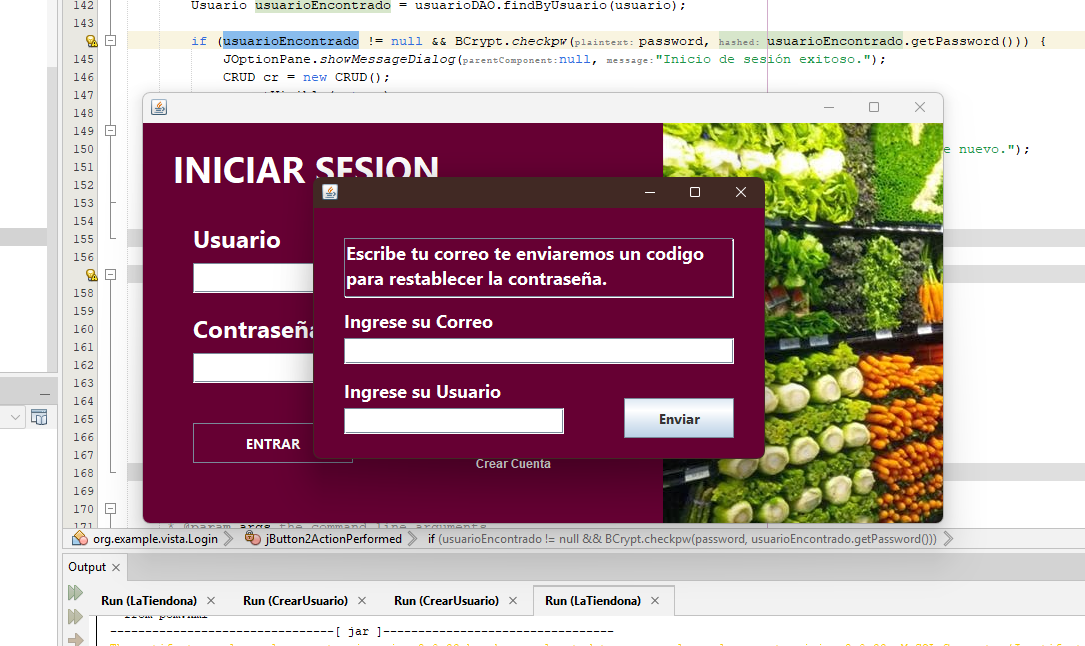 142 Usuario usuarioEncontrado = usuarioDAO.findByUsuario(usuario);
143
if (usuarioEncontrado != null && BCrypt.checkpw(plaintext: password, hashed: usuarioEncontrado.getPassword())) {
145 JOptionPane.showMessageDialog(parentComponent:null, message:"Inicio de sesión exitoso.");
146 CRUD cr = new CRUD();
147
148
149
150 e nuevo.");
151
152
153
154
155
156
158
159
160
161
162
163
164
165
166
167
168
169
170
171 * @param args the command line arguments
INICIAR SESION
Usuario
Contraseña
ENTRAR
Crear Cuenta
Escribe tu correo te enviaremos un codigo
para restablecer la contraseña.
Ingrese su Correo
Ingrese su Usuario
Enviar
org.example.vista.Login jButton2ActionPerformed if (usuarioEncontrado != null && BCrypt.checkpw(password, usuarioEncontrado.getPassword()))
Output
Run (LaTiendona) Run (CrearUsuario) Run (CrearUsuario) Run (LaTiendona)
from pom.xml
--------------------------------[ jar ]---------------------------------